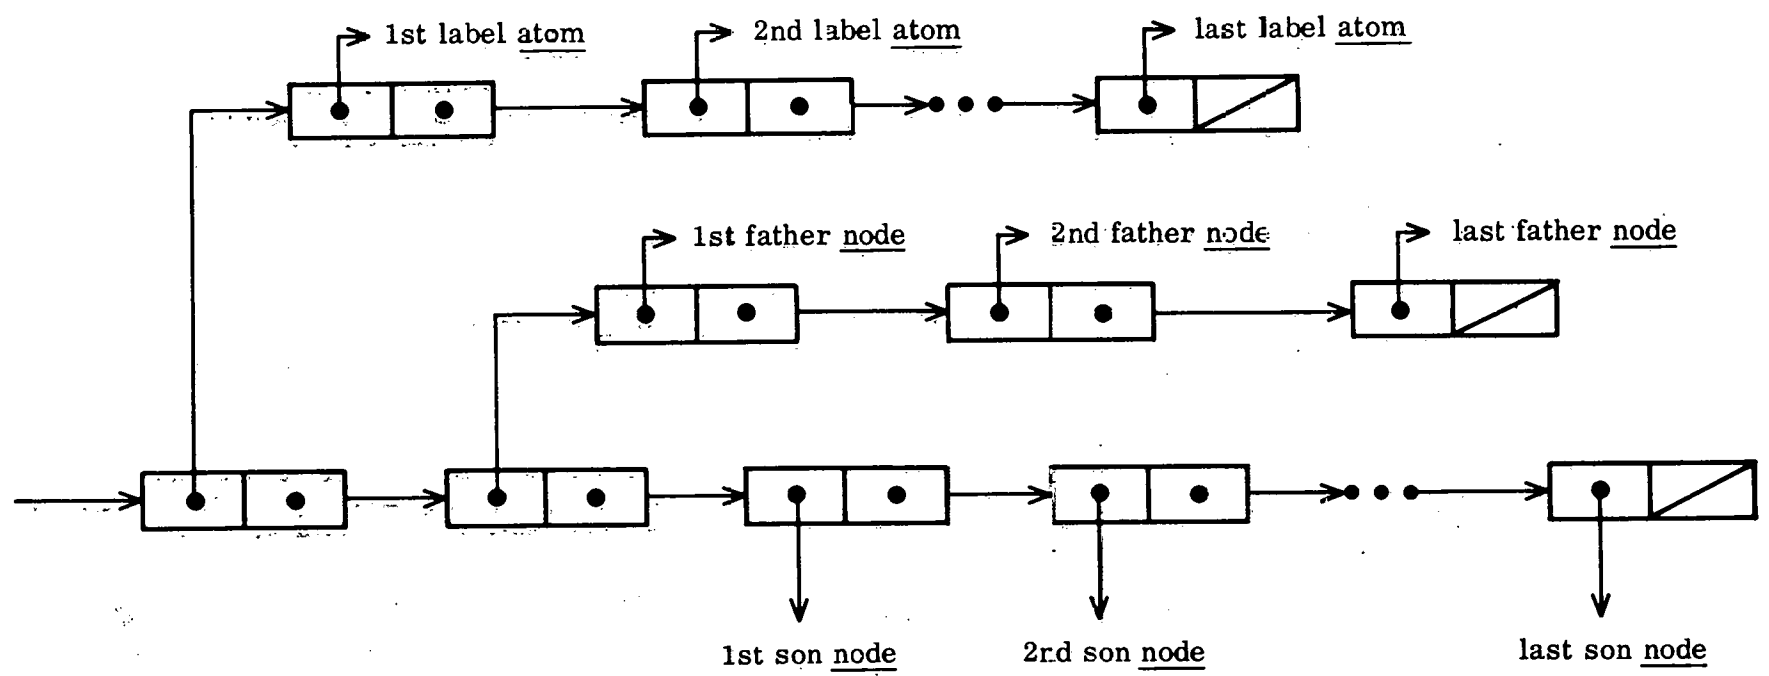 1st label atom 2nd label atom last label atom
1st father node 2nd father node last father node
1st son node 2nd son node last son node